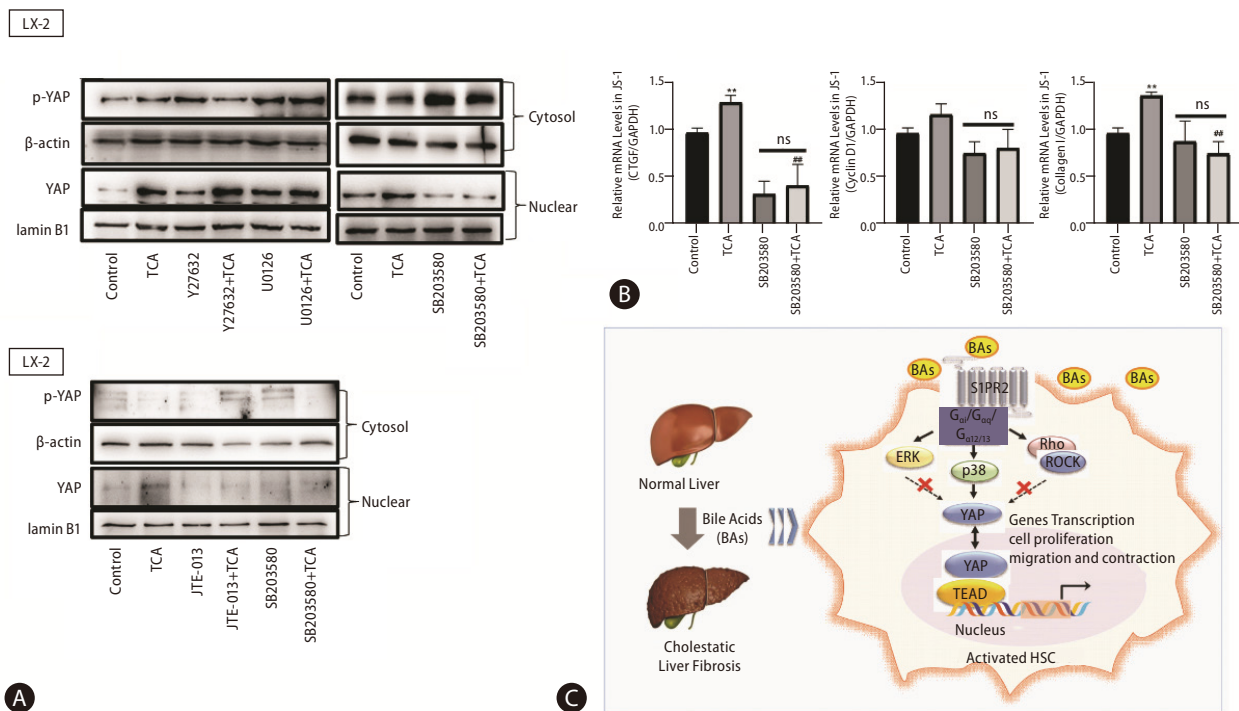 LX-2
p-YAP
β-actin
Cytosol
YAP
lamin B1
Nuclear
Control
TCA
Y27632
Y27632+TCA
U0126
U0126+TCA
Control
TCA
SB203580
SB203580+TCA
LX-2
p-YAP
β-actin
Cytosol
YAP
lamin B1
Nuclear
Control
TCA
JTE-013
JTE-013+TCA
SB203580
SB203580+TCA
A
Relative mRNA Levels in JS-1
(CTGF/GAPDH)
1.5
1.0
0.5
0.0
**
ns
##
Control
TCA
SB203580
SB203580+TCA
Relative mRNA Levels in JS-1
(Cyclin D1/GAPDH)
1.5
1.0
0.5
0.0
ns
Control
TCA
SB203580
SB203580+TCA
Relative mRNA Levels in JS-1
(Collagen I/GAPDH)
1.5
1.0
0.5
0.0
**
ns
##
Control
TCA
SB203580
SB203580+TCA
B
Normal Liver
Bile Acids
(BAs)
Cholestatic
Liver Fibrosis
BAs
BAs
BAs
BAs
S1PR2
Gαi/Gαq/
Gα12/13
ERK
p38
Rho
ROCK
YAP
Genes Transcription
cell proliferation
migration and contraction
YAP
TEAD
Nucleus
Activated HSC
C